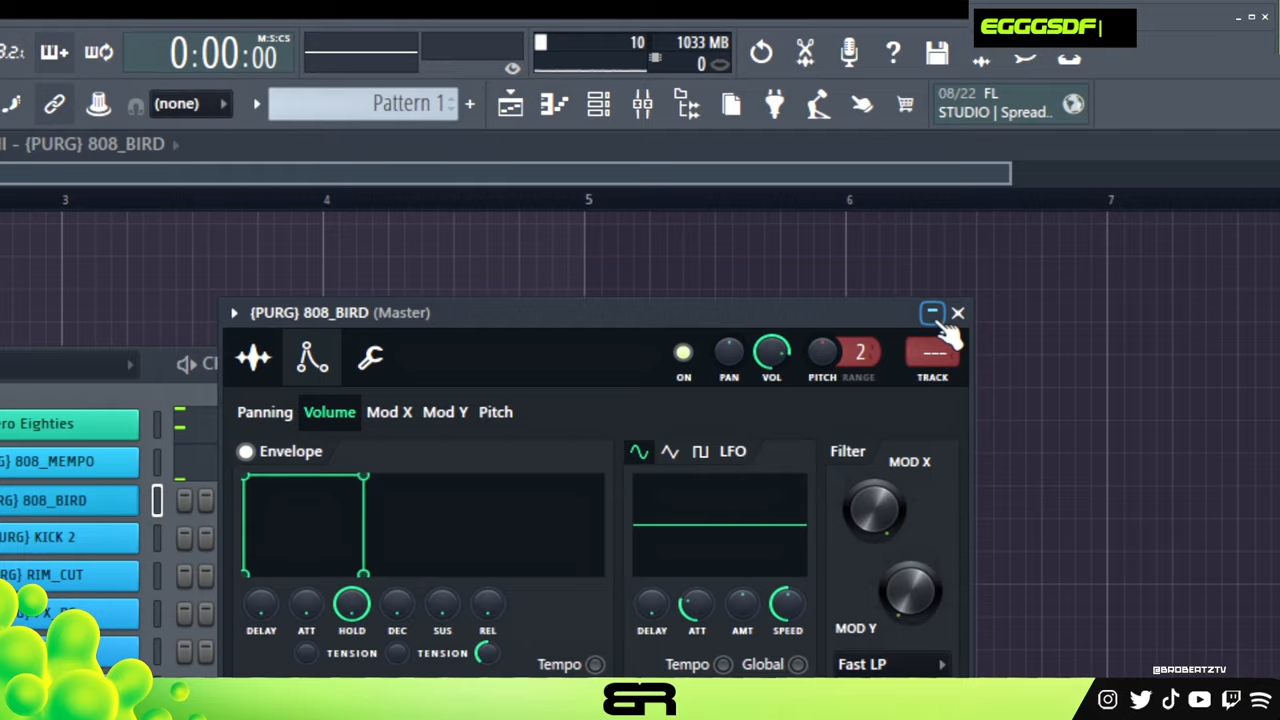 EGGGSDF|
0:00:00
M:S:CS
10
1033 MB
0
(none)
Pattern 1
08/22 FL
STUDIO | Spread..
- {PURG} 808_BIRD
3
4
5
6
7
{PURG} 808_BIRD (Master)
2
---
ON
PAN
VOL
PITCH
RANGE
TRACK
Panning
Volume
Mod X
Mod Y
Pitch
Envelope
LFO
Filter
MOD X
ro Eighties
G} 808_MEMPO
RG} 808_BIRD
PURG} KICK 2
RG} RIM_CUT
DELAY
ATT
HOLD
DEC
SUS
REL
DELAY
ATT
AMT
SPEED
MOD Y
TENSION
TENSION
Tempo
Tempo
Global
Fast LP
@BROBEATZTV
BR